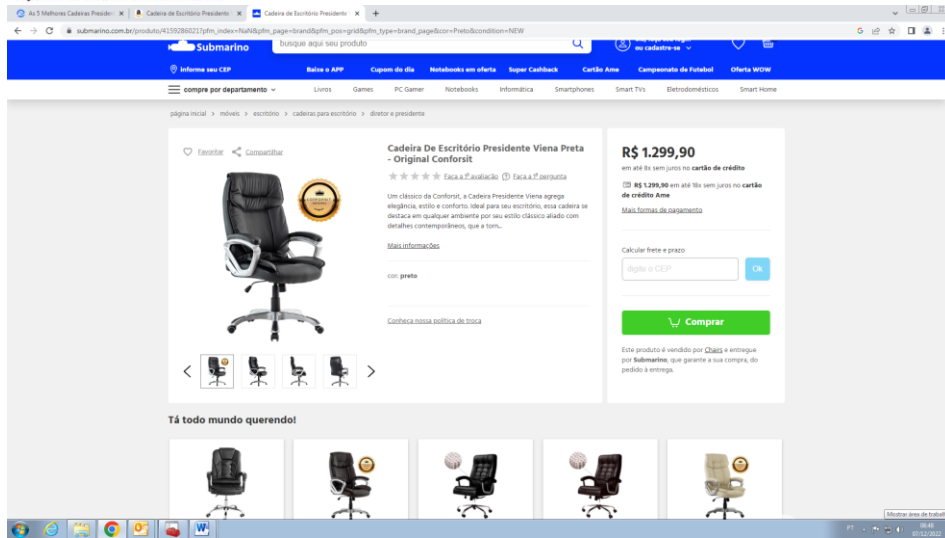 As 5 Melhores Cadeiras Presiden
Cadeira de Escritório Presidente
Cadeira de Escritório Presidente
submarino.com.br/produto/4159286021?pfm_index=NaN&pfm_page=brand&pfm_pos=grid&pfm_type=brand_page&cor=Preto&condition=NEW
Submarino
busque aqui seu produto
ou cadastre-se
Informe seu CEP
Baixe o APP
Cupom do dia
Notebooks em oferta
Super Cashback
Cartão Ame
Campeonato de Futebol
Oferta WOW
compre por departamento
Livros
Games
PC Gamer
Notebooks
Informática
Smartphones
Smart TVs
Eletrodomésticos
Smart Home
página inicial > móveis > escritório > cadeiras para escritório > diretor e presidente
Favoritar
Compartilhar
Cadeira De Escritório Presidente Viena Preta
- Original Conforsit
Faça a 1ª avaliação
Faça a 1ª pergunta
Um clássico da Conforsit, a Cadeira Presidente Viena agrega
elegância, estilo e conforto. Ideal para seu escritório, essa cadeira se
destaca em qualquer ambiente por seu estilo clássico aliado com
detalhes contemporâneos, que a torn...
Mais informações
cor: preto
Conheça nossa política de troca
R$ 1.299,90
em até 8x sem juros no cartão de
crédito
R$ 1.299,90 em até 18x sem juros no cartão
de crédito Ame
Mais formas de pagamento
Calcular frete e prazo
digite o CEP
Ok
Comprar
Este produto é vendido por Chairs e entregue
por Submarino, que garante a sua compra, do
pedido à entrega.
Tá todo mundo querendo!
Mostrar área de trabal
PT
08:48
07/12/2022